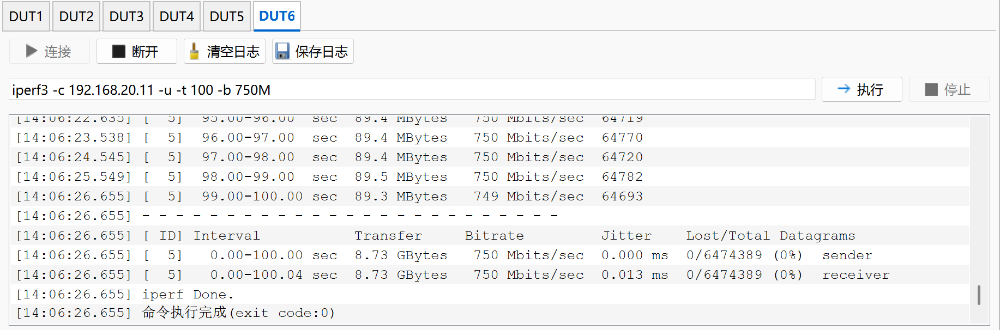 DUT1 DUT2 DUT3 DUT4 DUT5 DUT6
连接 断开 清空日志 保存日志
iperf3 -c 192.168.20.11 -u -t 100 -b 750M 执行 停止
[14:06:22.635] [  5]  95.00-96.00  sec  89.4 MBytes   750 Mbits/sec  64719
[14:06:23.538] [  5]  96.00-97.00  sec  89.4 MBytes   750 Mbits/sec  64770
[14:06:24.545] [  5]  97.00-98.00  sec  89.4 MBytes   750 Mbits/sec  64720
[14:06:25.549] [  5]  98.00-99.00  sec  89.5 MBytes   750 Mbits/sec  64782
[14:06:26.655] [  5]  99.00-100.00 sec  89.3 MBytes   749 Mbits/sec  64693
[14:06:26.655] - - - - - - - - - - - - - - - - - - - - - - - - -
[14:06:26.655] [ ID] Interval           Transfer     Bitrate         Jitter    Lost/Total Datagrams
[14:06:26.655] [  5]   0.00-100.00 sec  8.73 GBytes   750 Mbits/sec  0.000 ms  0/6474389 (0%)  sender
[14:06:26.655] [  5]   0.00-100.04 sec  8.73 GBytes   750 Mbits/sec  0.013 ms  0/6474389 (0%)  receiver
[14:06:26.655] iperf Done.
[14:06:26.655] 命令执行完成(exit code:0)